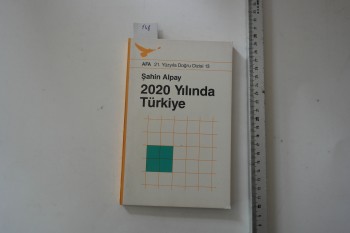 AFA 21. Yüzyıla Doğru Dizisi 15
Şahin Alpay
2020 Yılında
Türkiye